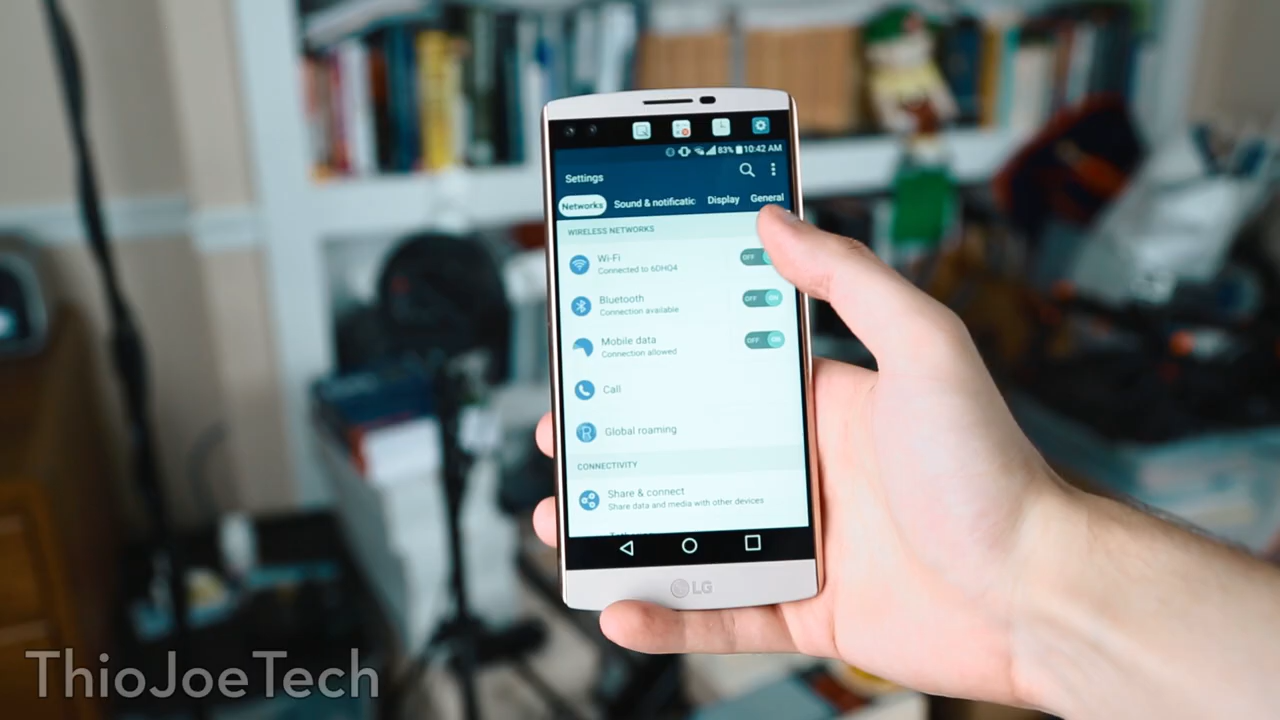 83% 10:42 AM
Settings
Networks Sound & notificatic Display General
WIRELESS NETWORKS
Wi-Fi
Connected to 6DHQ4
OFF
Bluetooth
Connection available
OFF ON
Mobile data
Connection allowed
OFF ON
Call
Global roaming
CONNECTIVITY
Share & connect
Share data and media with other devices
LG
ThioJoeTech